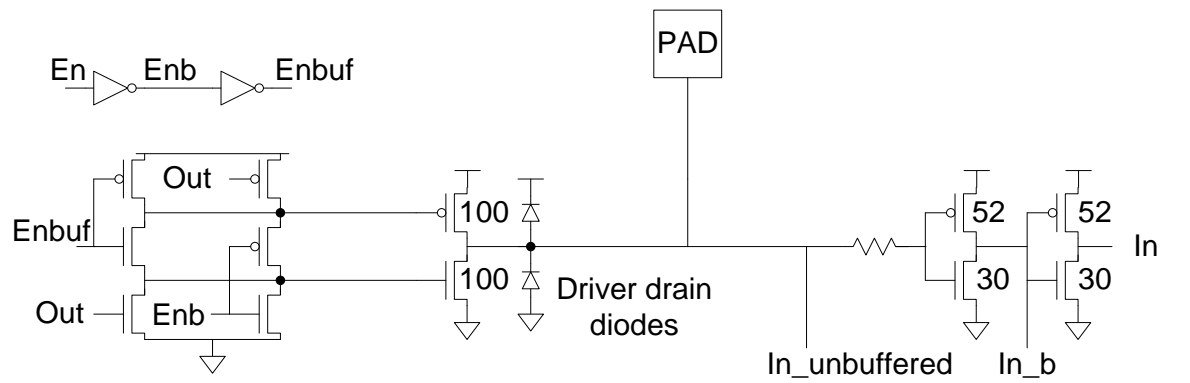 PAD
En
Enb
Enbuf
Out
100
52
52
Enbuf
In
100
30
30
Out
Enb
Driver drain
diodes
In_unbuffered
In_b